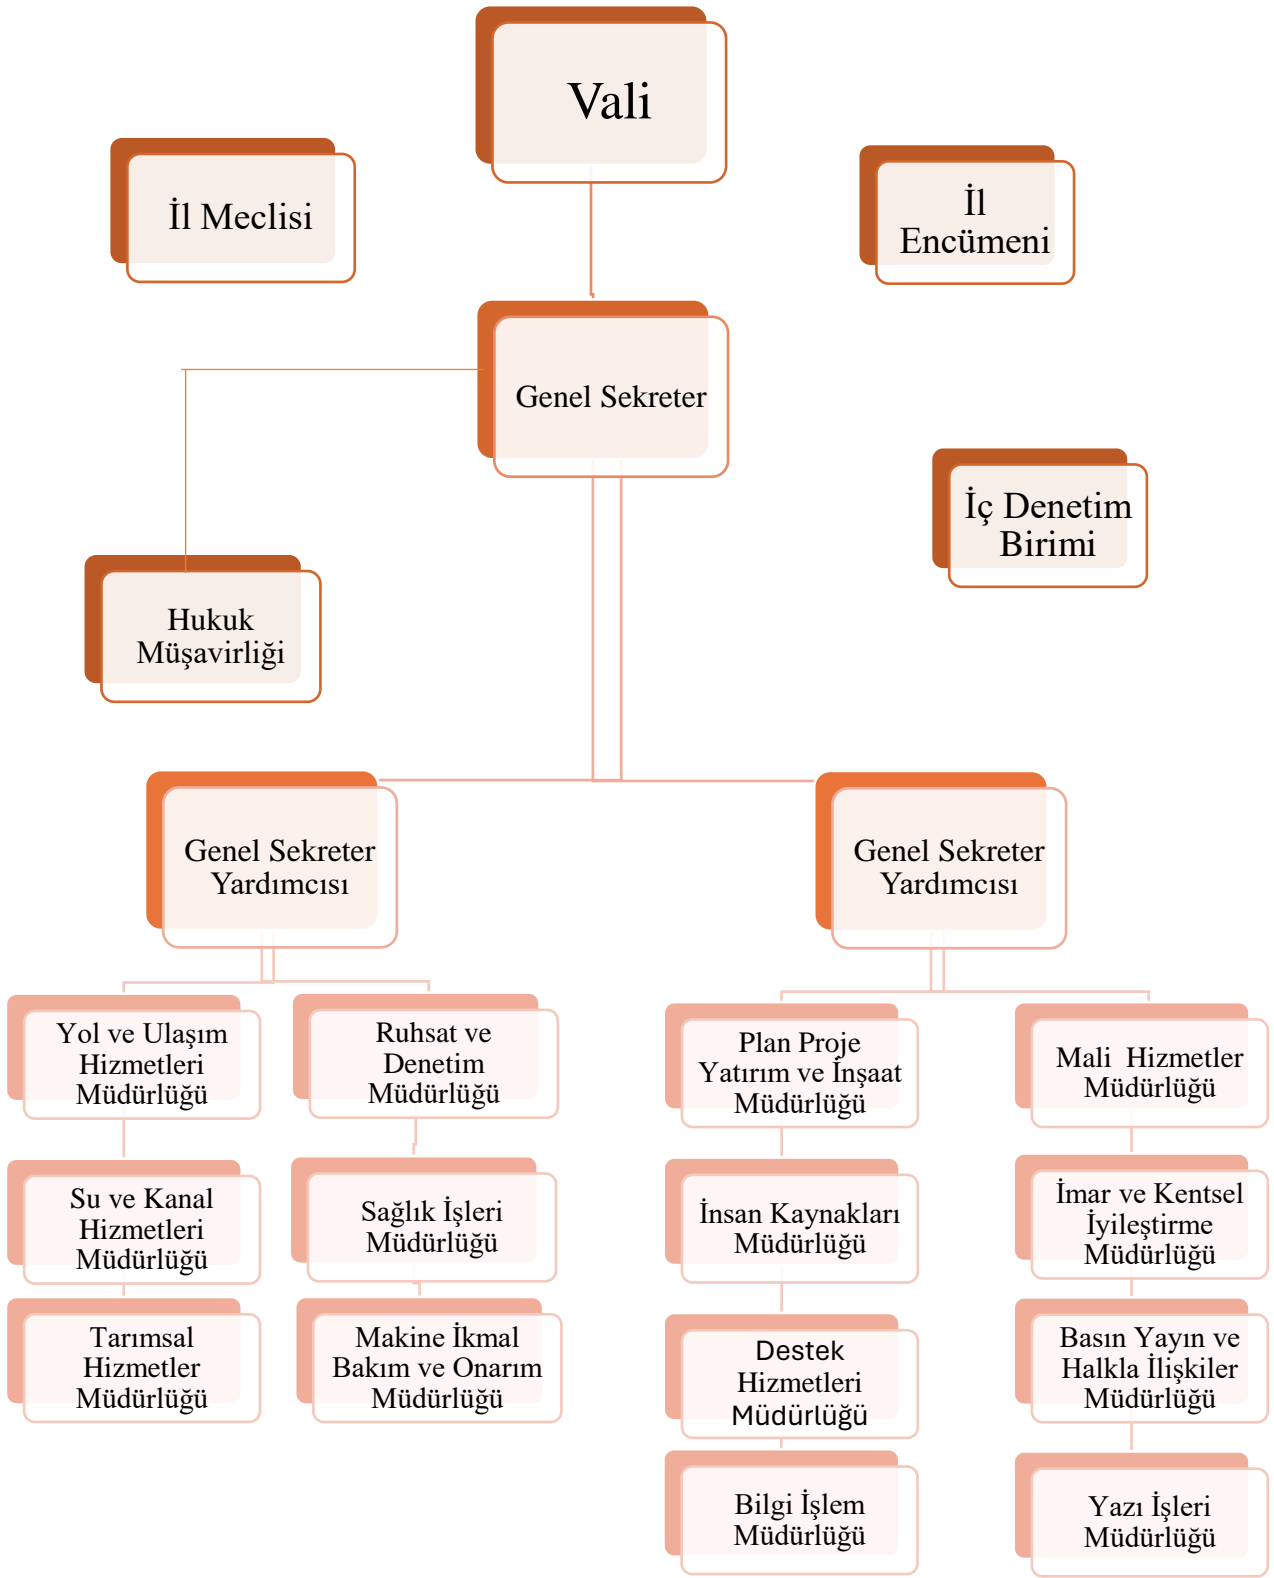 Vali
İl Meclisi
İl
Encümeni
Genel Sekreter
İç Denetim
Birimi
Hukuk
Müşavirliği
Genel Sekreter
Yardımcısı
Genel Sekreter
Yardımcısı
Yol ve Ulaşım
Hizmetleri
Müdürlüğü
Ruhsat ve
Denetim
Müdürlüğü
Plan Proje
Yatırım ve İnşaat
Müdürlüğü
Mali  Hizmetler
Müdürlüğü
Su ve Kanal
Hizmetleri
Müdürlüğü
Sağlık İşleri
Müdürlüğü
İnsan Kaynakları
Müdürlüğü
İmar ve Kentsel
İyileştirme
Müdürlüğü
Tarımsal
Hizmetler
Müdürlüğü
Makine İkmal
Bakım ve Onarım
Müdürlüğü
Destek
Hizmetleri
Müdürlüğü
Basın Yayın ve
Halkla İlişkiler
Müdürlüğü
Bilgi İşlem
Müdürlüğü
Yazı İşleri
Müdürlüğü